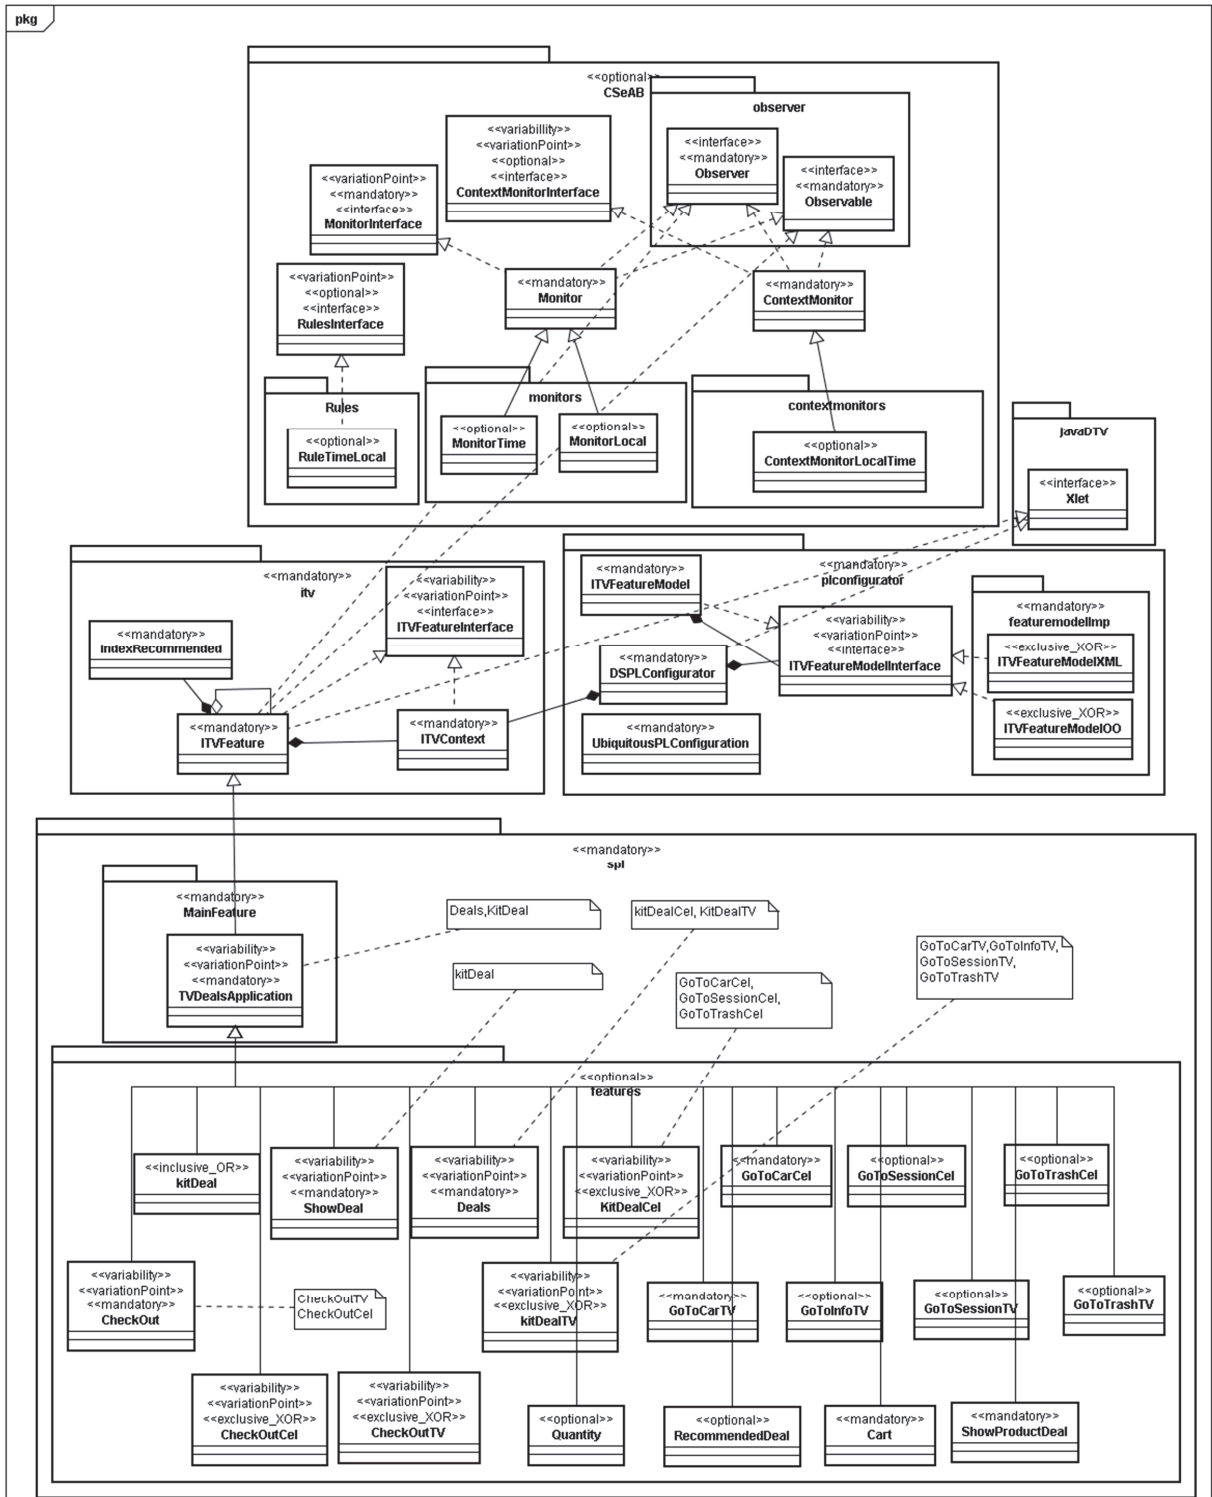 pkg
<<optional>>
CSeAB
observer
<<variabillity>>
<<variationPoint>>
<<optional>>
<<interface>>
ContextMonitorInterface
<<interface>>
<<mandatory>>
Observer
<<interface>>
<<mandatory>>
Observable
<<variationPoint>>
<<mandatory>>
<<interface>>
MonitorInterface
<<variationPoint>>
<<optional>>
<<interface>>
RulesInterface
<<mandatory>>
Monitor
<<mandatory>>
ContextMonitor
Rules
<<optional>>
RuleTimeLocal
monitors
<<optional>>
MonitorTime
<<optional>>
MonitorLocal
contextmonitors
<<optional>>
ContextMonitorLocalTime
JavaDTV
<<interface>>
Xlet
<<mandatory>>
itv
<<variability>>
<<variationPoint>>
<<interface>>
ITVFeatureInterface
<<mandatory>>
IndexRecommended
<<mandatory>>
ITVFeature
<<mandatory>>
ITVContext
<<mandatory>>
plconfigurator
<<mandatory>>
ITVFeatureModel
<<variability>>
<<variationPoint>>
<<interface>>
ITVFeatureModelInterface
<<mandatory>>
DSPLConfigurator
<<mandatory>>
UbiquitousPLConfiguration
<<mandatory>>
featuremodelImp
<<exclusive_XOR>>
ITVFeatureModelXML
<<exclusive_XOR>>
ITVFeatureModelOO
<<mandatory>>
spl
<<mandatory>>
MainFeature
<<variability>>
<<variationPoint>>
<<mandatory>>
TVDealsApplication
Deals,KitDeal
kitDeal
kitDealCel, KitDealTV
GoToCarCel,
GoToSessionCel,
GoToTrashCel
GoToCarTV,GoToInfoTV,
GoToSessionTV,
GoToTrashTV
<<optional>>
features
<<inclusive_OR>>
kitDeal
<<variability>>
<<variationPoint>>
<<mandatory>>
ShowDeal
<<variability>>
<<variationPoint>>
<<mandatory>>
Deals
<<variability>>
<<variationPoint>>
<<exclusive_XOR>>
KitDealCel
<<mandatory>>
GoToCarCel
<<optional>>
GoToSessionCel
<<optional>>
GoToTrashCel
<<variability>>
<<variationPoint>>
<<mandatory>>
CheckOut
CheckOutTV
CheckOutCel
<<variability>>
<<variationPoint>>
<<exclusive_XOR>>
kitDealTV
<<mandatory>>
GoToCarTV
<<optional>>
GoToInfoTV
<<optional>>
GoToSessionTV
<<optional>>
GoToTrashTV
<<variability>>
<<variationPoint>>
<<exclusive_XOR>>
CheckOutCel
<<variability>>
<<variationPoint>>
<<exclusive_XOR>>
CheckOutTV
<<optional>>
Quantity
<<optional>>
RecommendedDeal
<<mandatory>>
Cart
<<mandatory>>
ShowProductDeal